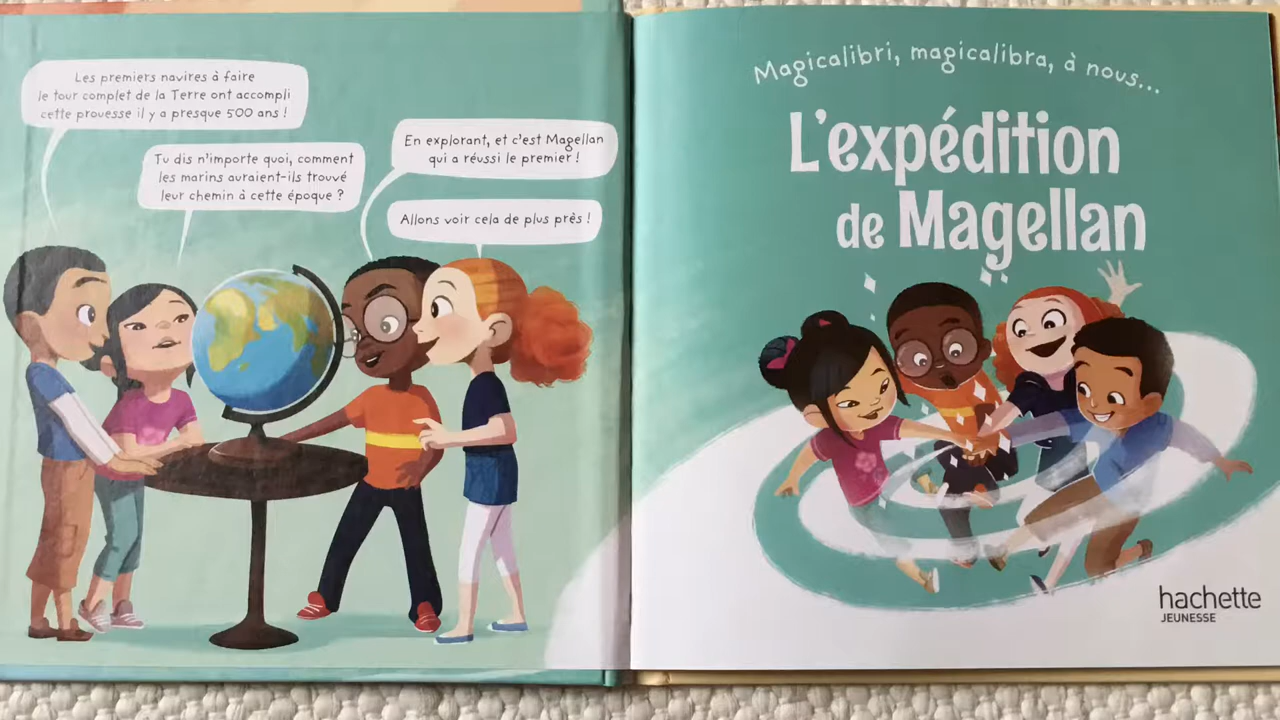 Les premiers navires à faire
le tour complet de la Terre ont accompli
cette prouesse il y a presque 500 ans !
Tu dis n'importe quoi, comment
les marins auraient-ils trouvé
leur chemin à cette époque ?
En explorant, et c'est Magellan
qui a réussi le premier !
Allons voir cela de plus près !
Magicalibri, magicalibra, à nous...
L'expédition
de Magellan
hachette
JEUNESSE